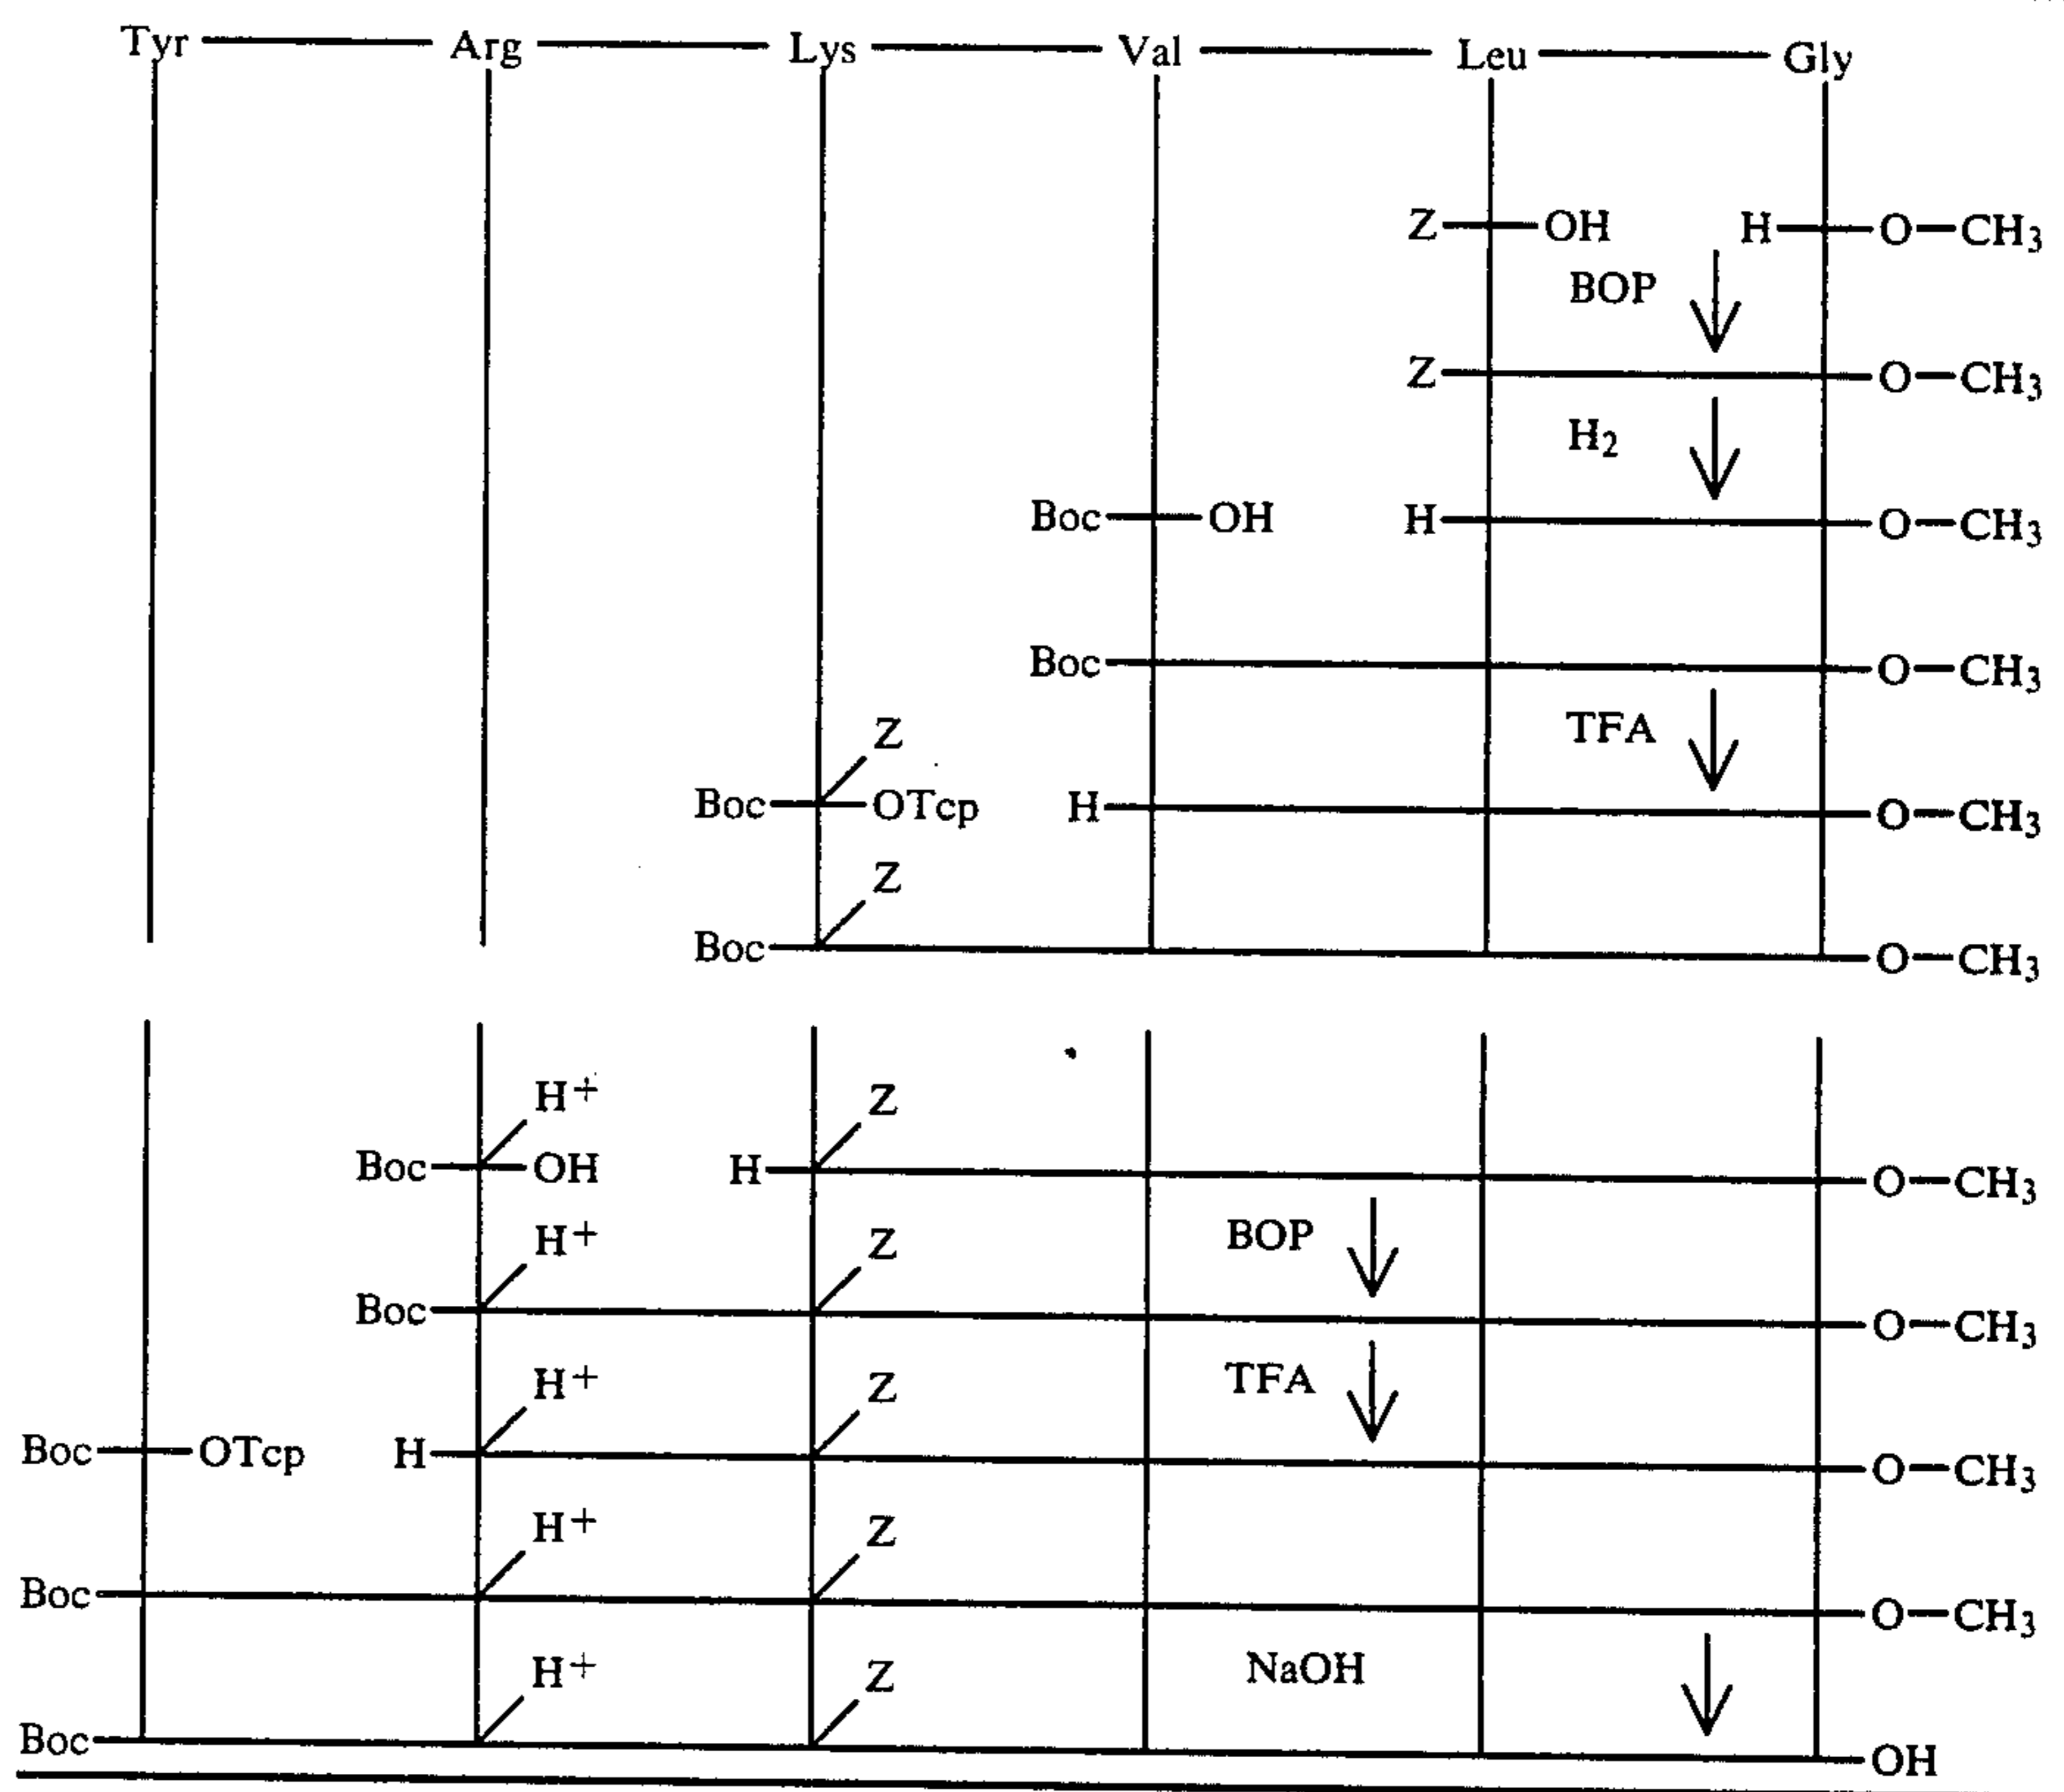 Tyr Arg Lys Val Leu Gly
Z OH H O CH3
BOP
Z O CH3
H2
Boc OH H O CH3
Boc O CH3
Z TFA
Boc OTcp H O CH3
Z
Boc O CH3
H+ Z
Boc OH H O CH3
BOP
H+ Z
Boc O CH3
TFA
H+ Z
Boc OTcp H O CH3
H+ Z
Boc O CH3
NaOH
H+ Z
Boc OH